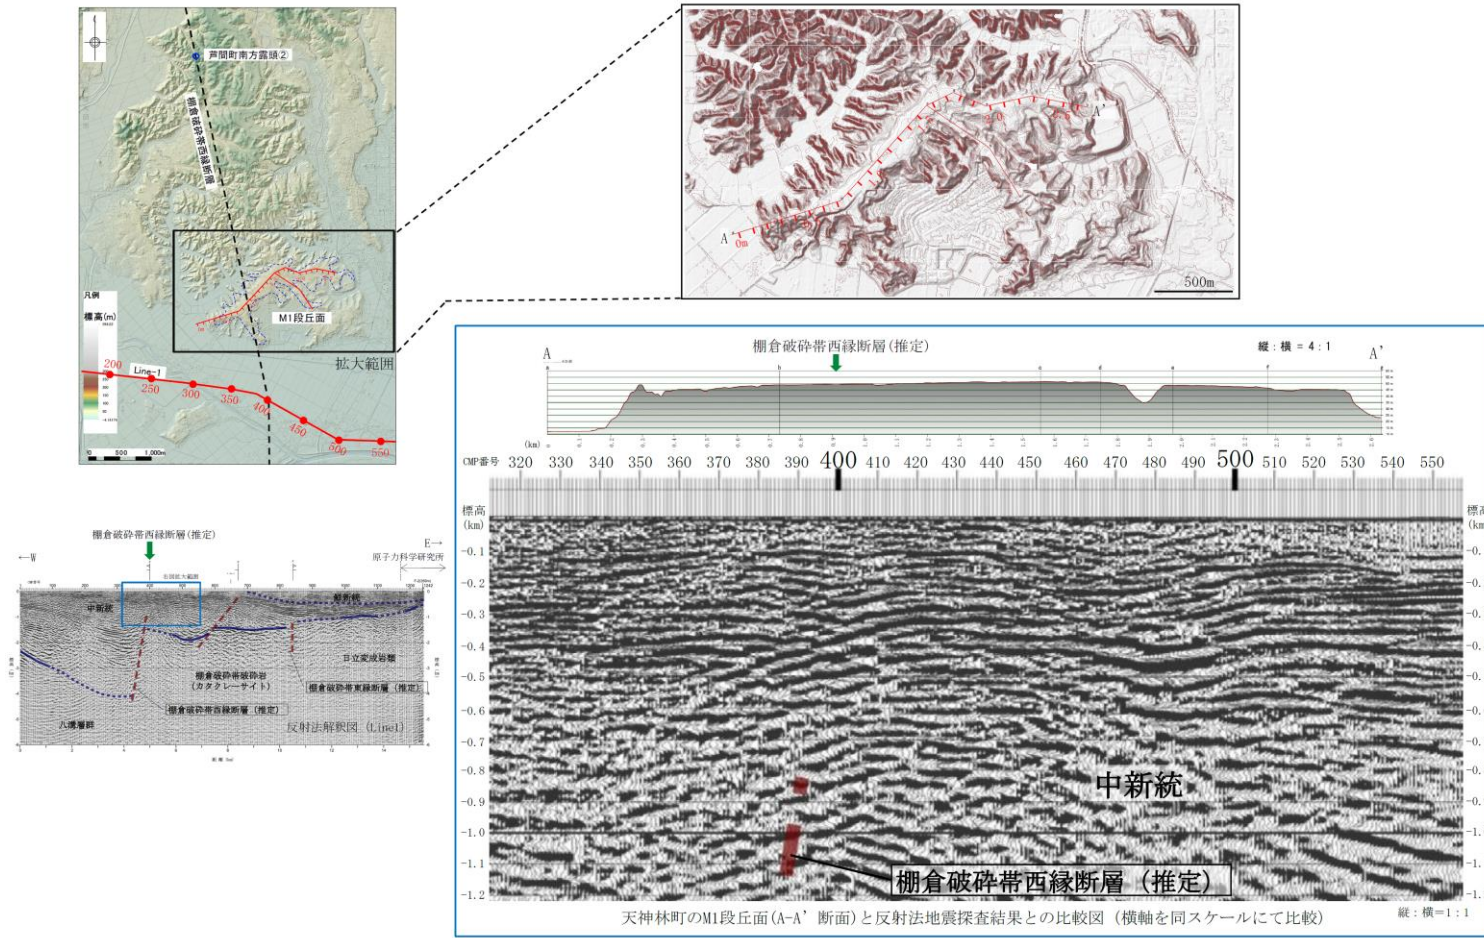 芦間町南方露頭②
棚倉破砕帯西縁断層
M1段丘面
拡大範囲
凡例
標高(m)
Line-1
200
250
300
350
400
450
500
550
0 500 1,000m
A
0m
A'
500m
棚倉破砕帯西縁断層(推定)
縦:横 = 4:1
A
A'
(km)
CMP番号 320 330 340 350 360 370 380 390 400 410 420 430 440 450 460 470 480 490 500 510 520 530 540 550
標高
(km)
-0.1
-0.2
-0.3
-0.4
-0.5
-0.6
-0.7
-0.8
-0.9
-1.0
-1.1
-1.2
中新統
棚倉破砕帯西縁断層(推定)
天神林町のM1段丘面(A-A'断面)と反射法地震探査結果との比較図(横軸を同スケールにて比較)
縦:横=1:1
棚倉破砕帯西縁断層(推定)
←W
E→
原子力科学研究所
中新統
鮮新統
日立変成岩類
棚倉破砕帯破砕岩
(カタクレーサイト)
棚倉破砕帯東縁断層(推定)
棚倉破砕帯西縁断層(推定)
八溝層群
反射法解釈図(Line1)